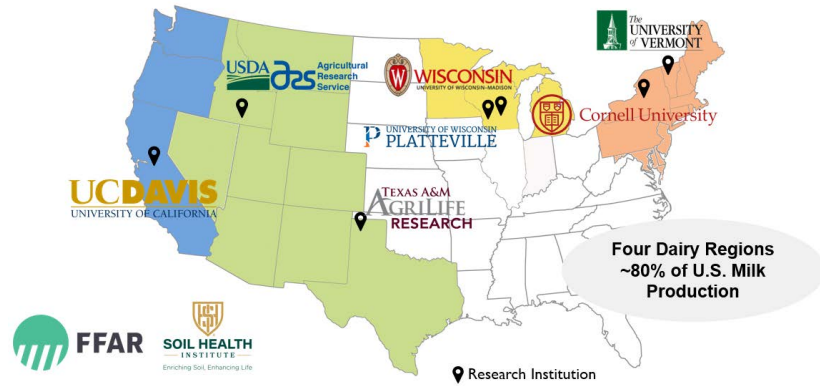 The
UNIVERSITY
of VERMONT
USDA
ars
Agricultural
Research
Service
W
WISCONSIN
UNIVERSITY OF WISCONSIN–MADISON
Cornell University
UNIVERSITY OF WISCONSIN
PLATTEVILLE
UCDAVIS
UNIVERSITY OF CALIFORNIA
TEXAS A&M
AGRILIFE
RESEARCH
Four Dairy Regions
~80% of U.S. Milk
Production
FFAR
SOIL HEALTH
INSTITUTE
Enriching Soil, Enhancing Life
Research Institution